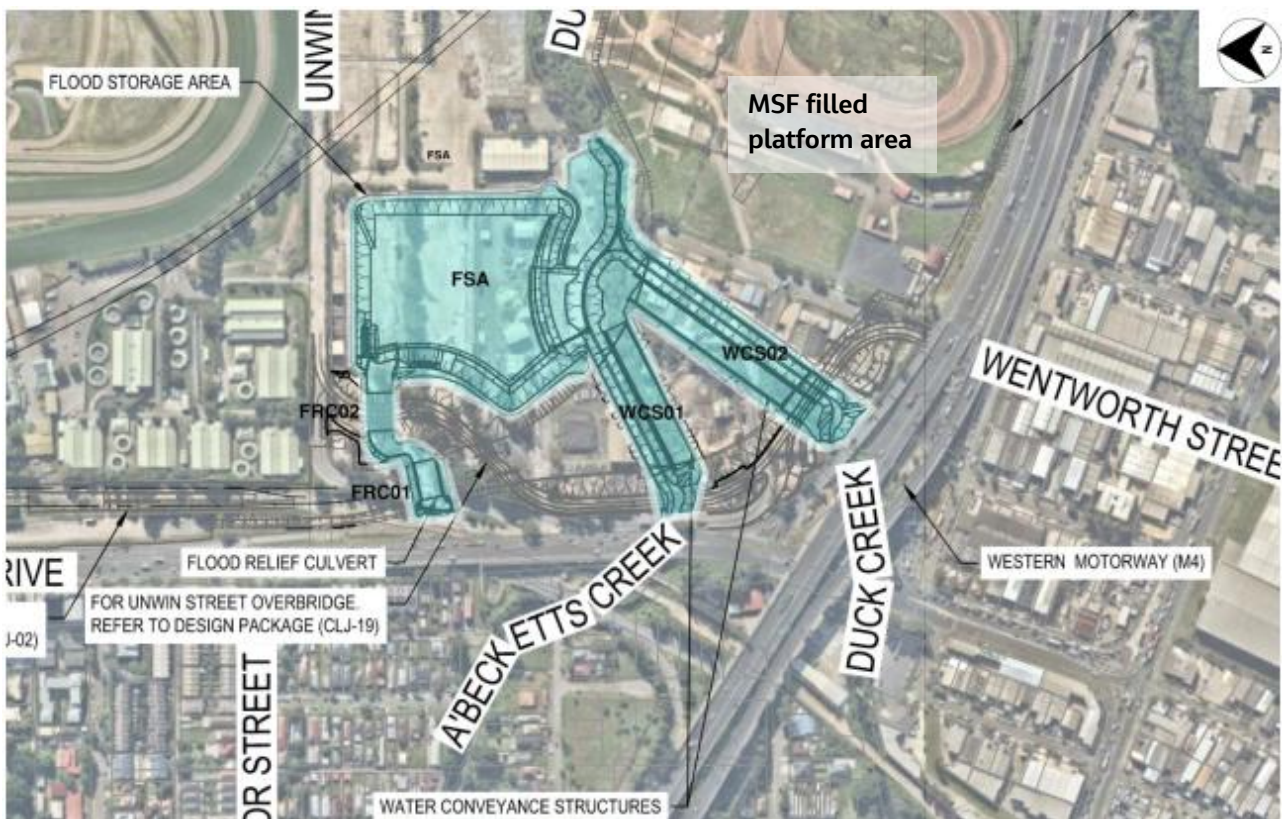 UNWIN
DU
N
FLOOD STORAGE AREA
MSF filled
platform area
FSA
FSA
WCS02
WENTWORTH STREE
FRC02
WCS01
FRC01
RIVE
FLOOD RELIEF CULVERT
WESTERN MOTORWAY (M4)
FOR UNWIN STREET OVERBRIDGE.
REFER TO DESIGN PACKAGE (CLJ-19)
J-02)
A'BECKETTS CREEK
DUCK CREEK
OR STREET
WATER CONVEYANCE STRUCTURES